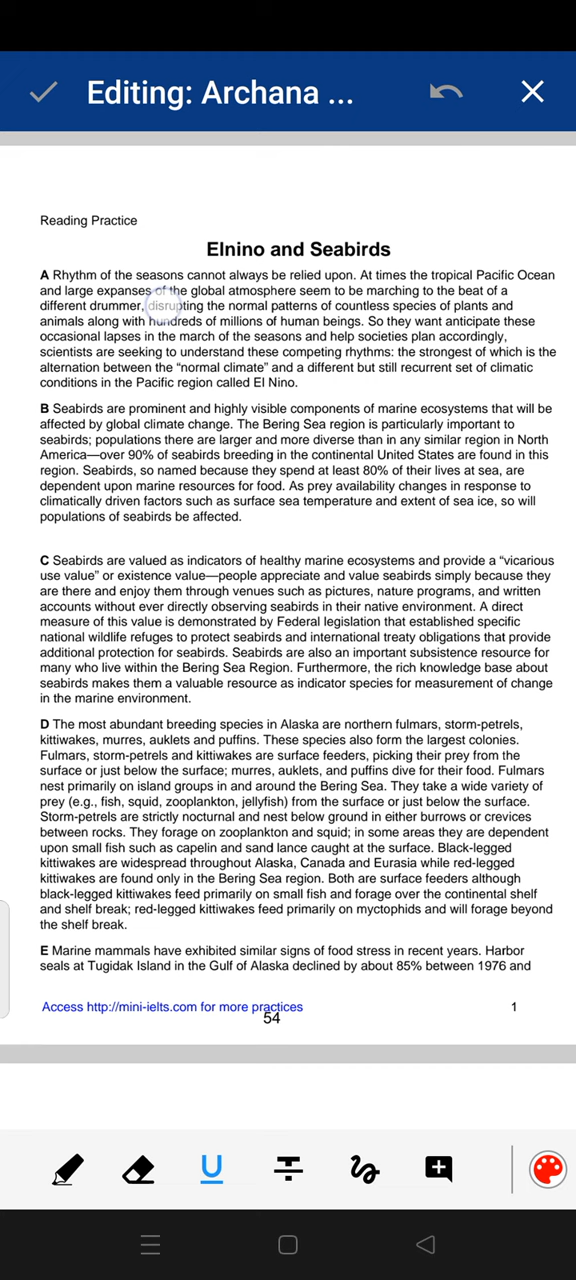 Editing: Archana ...
Reading Practice
Elnino and Seabirds
A Rhythm of the seasons cannot always be relied upon. At times the tropical Pacific Ocean
and large expanses of the global atmosphere seem to be marching to the beat of a
different drummer, disrupting the normal patterns of countless species of plants and
animals along with hundreds of millions of human beings. So they want anticipate these
occasional lapses in the march of the seasons and help societies plan accordingly,
scientists are seeking to understand these competing rhythms: the strongest of which is the
alternation between the “normal climate” and a different but still recurrent set of climatic
conditions in the Pacific region called El Nino.
B Seabirds are prominent and highly visible components of marine ecosystems that will be
affected by global climate change. The Bering Sea region is particularly important to
seabirds; populations there are larger and more diverse than in any similar region in North
America—over 90% of seabirds breeding in the continental United States are found in this
region. Seabirds, so named because they spend at least 80% of their lives at sea, are
dependent upon marine resources for food. As prey availability changes in response to
climatically driven factors such as surface sea temperature and extent of sea ice, so will
populations of seabirds be affected.
C Seabirds are valued as indicators of healthy marine ecosystems and provide a “vicarious
use value” or existence value—people appreciate and value seabirds simply because they
are there and enjoy them through venues such as pictures, nature programs, and written
accounts without ever directly observing seabirds in their native environment. A direct
measure of this value is demonstrated by Federal legislation that established specific
national wildlife refuges to protect seabirds and international treaty obligations that provide
additional protection for seabirds. Seabirds are also an important subsistence resource for
many who live within the Bering Sea Region. Furthermore, the rich knowledge base about
seabirds makes them a valuable resource as indicator species for measurement of change
in the marine environment.
D The most abundant breeding species in Alaska are northern fulmars, storm-petrels,
kittiwakes, murres, auklets and puffins. These species also form the largest colonies.
Fulmars, storm-petrels and kittiwakes are surface feeders, picking their prey from the
surface or just below the surface; murres, auklets, and puffins dive for their food. Fulmars
nest primarily on island groups in and around the Bering Sea. They take a wide variety of
prey (e.g., fish, squid, zooplankton, jellyfish) from the surface or just below the surface.
Storm-petrels are strictly nocturnal and nest below ground in either burrows or crevices
between rocks. They forage on zooplankton and squid; in some areas they are dependent
upon small fish such as capelin and sand lance caught at the surface. Black-legged
kittiwakes are widespread throughout Alaska, Canada and Eurasia while red-legged
kittiwakes are found only in the Bering Sea region. Both are surface feeders although
black-legged kittiwakes feed primarily on small fish and forage over the continental shelf
and shelf break; red-legged kittiwakes feed primarily on myctophids and will forage beyond
the shelf break.
E Marine mammals have exhibited similar signs of food stress in recent years. Harbor
seals at Tugidak Island in the Gulf of Alaska declined by about 85% between 1976 and
Access http://mini-ielts.com for more practices 1
54